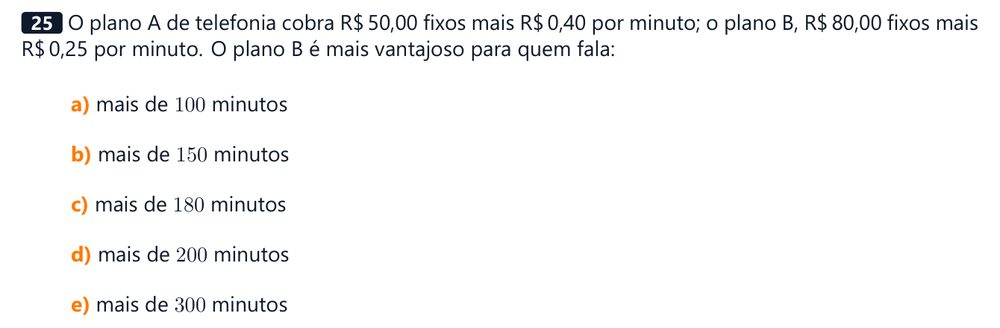 25 O plano A de telefonia cobra R$ 50,00 fixos mais R$ 0,40 por minuto; o plano B, R$ 80,00 fixos mais
R$ 0,25 por minuto. O plano B é mais vantajoso para quem fala:
a) mais de 100 minutos
b) mais de 150 minutos
c) mais de 180 minutos
d) mais de 200 minutos
e) mais de 300 minutos